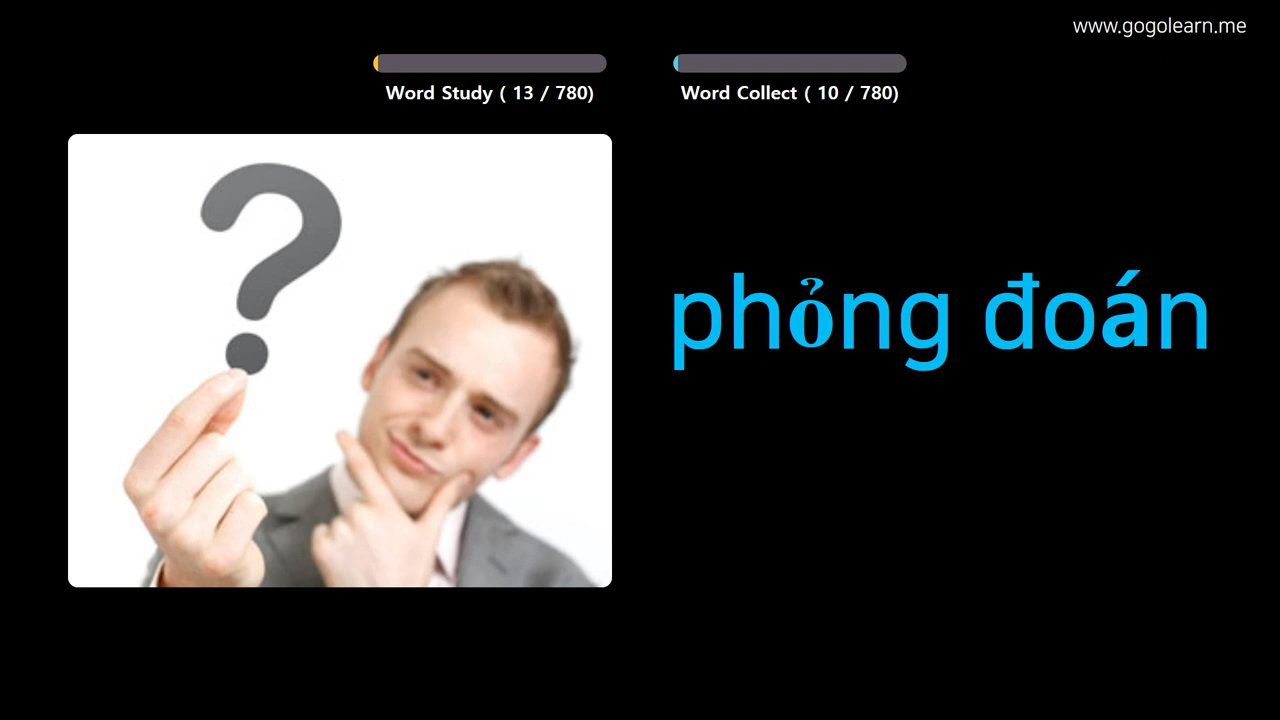 www.gogolearn.me
Word Study ( 13 / 780)
Word Collect ( 10 / 780)
?
phỏng đoán